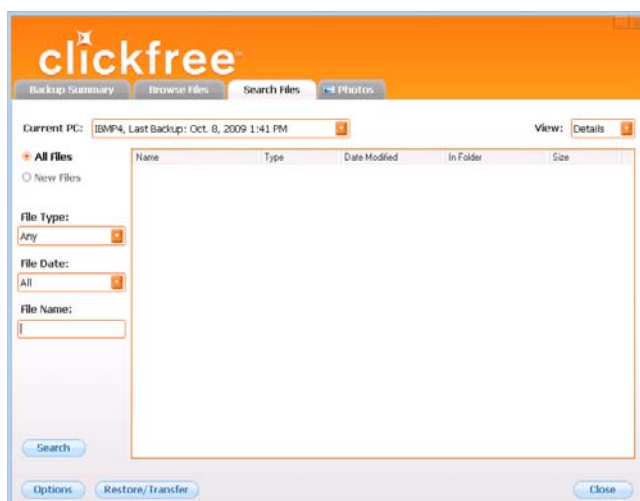 clickfree™
Backup Summary Browse Files Search Files Photos
Current PC: IBMP4, Last Backup: Oct. 8, 2009 1:41 PM View: Details
All Files
New Files
Name Type Date Modified In Folder Size
File Type:
Any
File Date:
All
File Name:
Search
Options Restore/Transfer Close